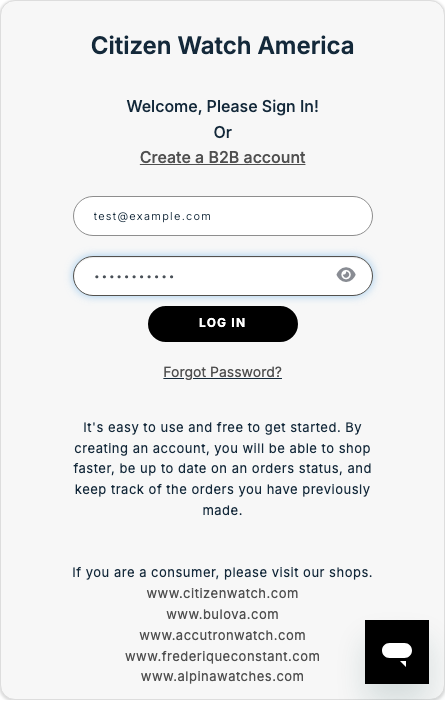 Citizen Watch America
Welcome, Please Sign In!
Or
Create a B2B account
test@example.com
•••••••••••
LOG IN
Forgot Password?
It's easy to use and free to get started. By
creating an account, you will be able to shop
faster, be up to date on an orders status, and
keep track of the orders you have previously
made.
If you are a consumer, please visit our shops.
www.citizenwatch.com
www.bulova.com
www.accutronwatch.com
www.frederiqueconstant.com
www.alpinawatches.com